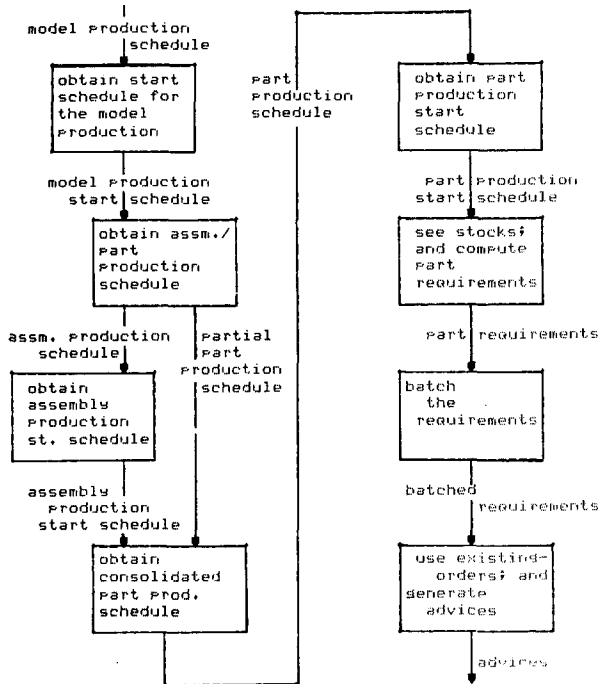 model production
schedule
obtain start
schedule for
the model
production
model production
start schedule
obtain assm./
part
production
schedule
assm. production
schedule
partial
part
production
schedule
obtain
assembly
production
st. schedule
assembly
production
start schedule
obtain
consolidated
part prod.
schedule
part
production
schedule
obtain part
production
start
schedule
part production
start schedule
see stocks;
and compute
part
requirements
part requirements
batch
the
requirements
batched
requirements
use existing-
orders; and
generate
advices
advices